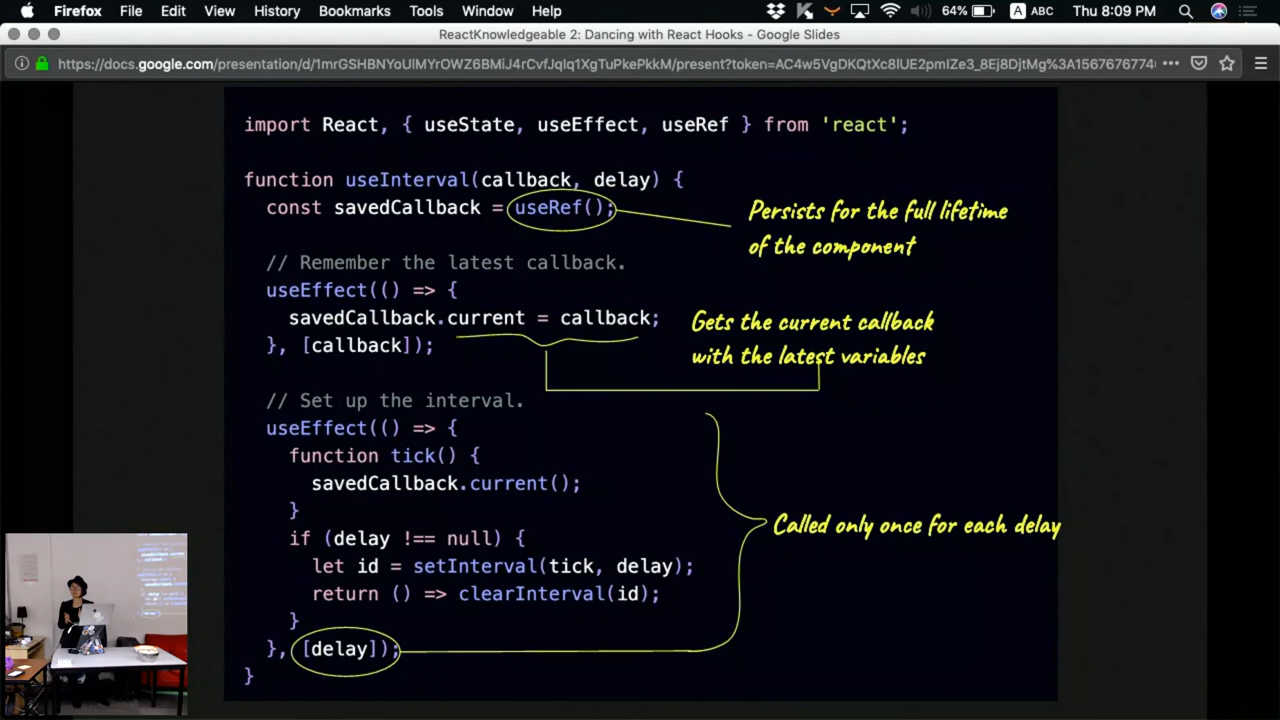 Firefox File Edit View History Bookmarks Tools Window Help 64% A ABC Thu 8:09 PM
ReactKnowledgeable 2: Dancing with React Hooks - Google Slides
import React, { useState, useEffect, useRef } from 'react';
function useInterval(callback, delay) {
const savedCallback = useRef();
Persists for the full lifetime
of the component
// Remember the latest callback.
useEffect(() => {
savedCallback.current = callback;
}, [callback]);
Gets the current callback
with the latest variables
// Set up the interval.
useEffect(() => {
function tick() {
savedCallback.current();
}
if (delay !== null) {
let id = setInterval(tick, delay);
return () => clearInterval(id);
}
}, [delay]);
}
Called only once for each delay